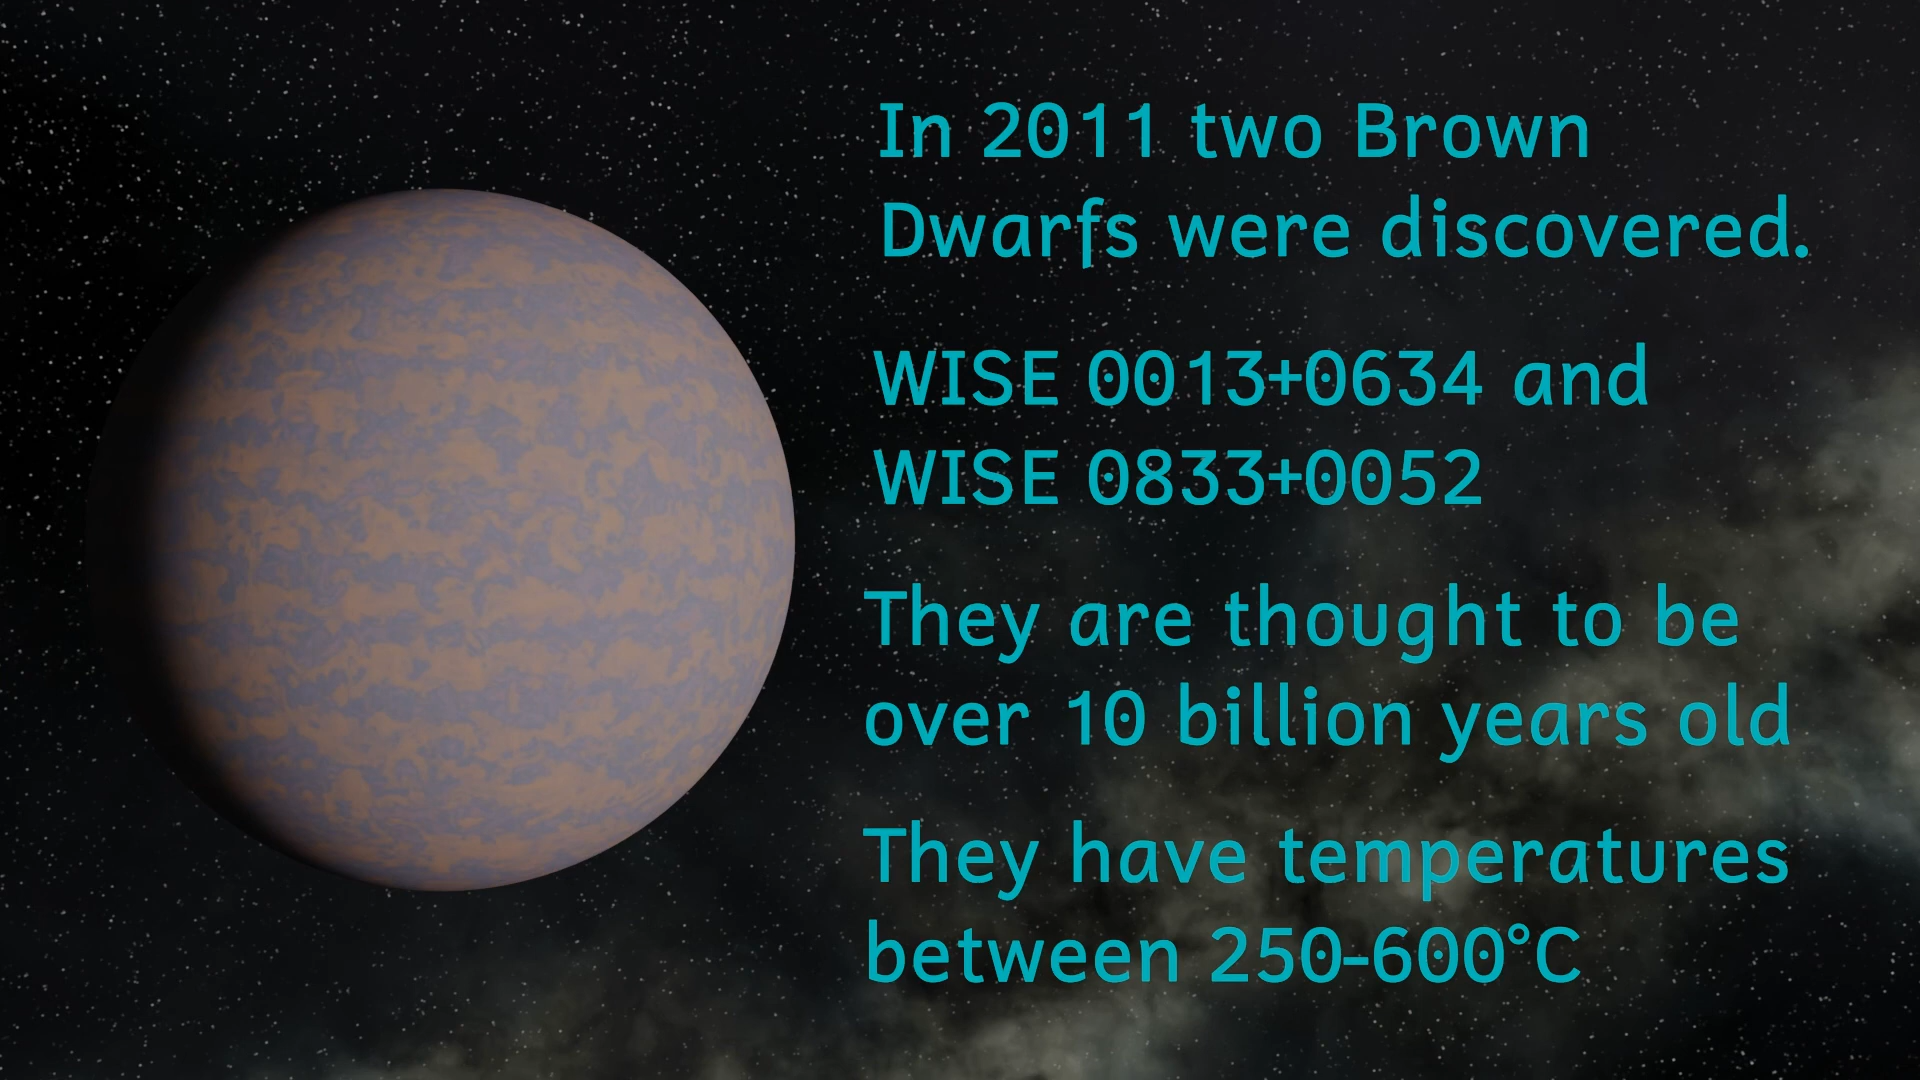 In 2011 two Brown
Dwarfs were discovered.
WISE 0013+0634 and
WISE 0833+0052
They are thought to be
over 10 billion years old
They have temperatures
between 250-600°C